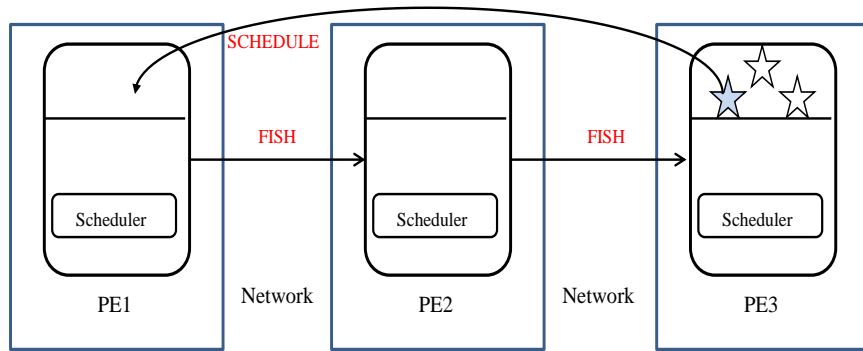 SCHEDULE
FISH
FISH
Scheduler
Scheduler
Scheduler
Network
Network
PE1
PE2
PE3